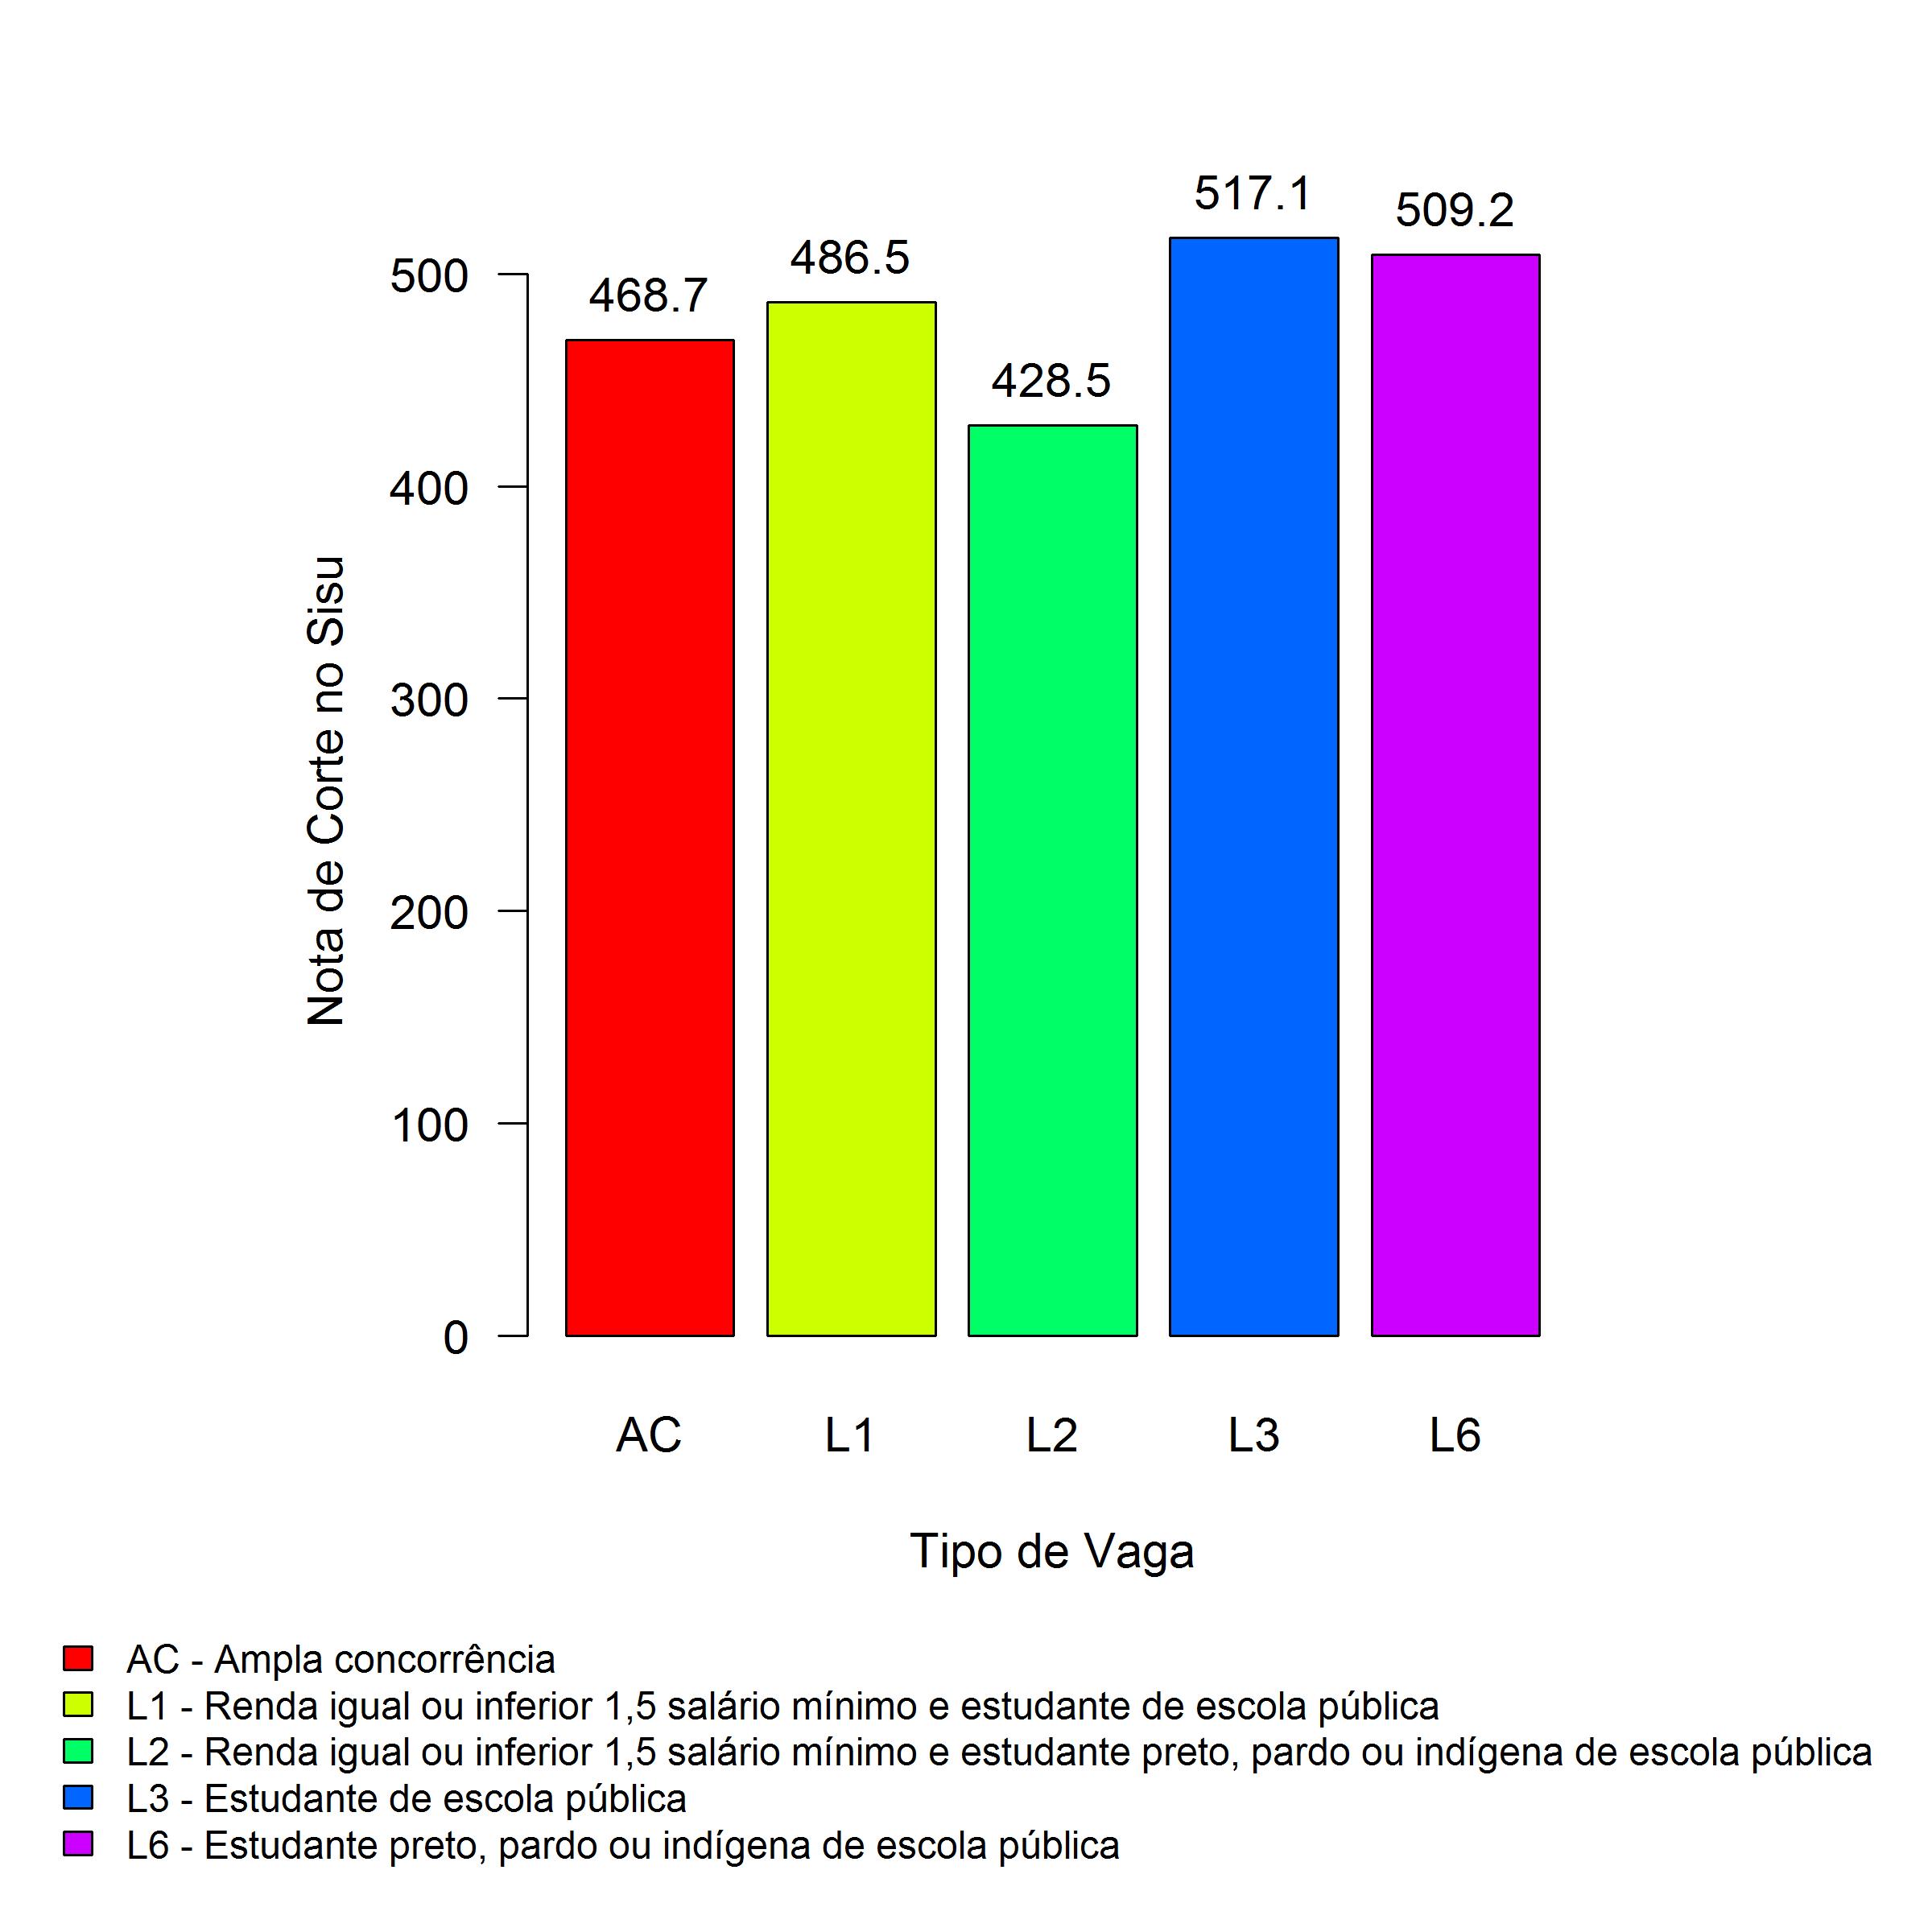 517.1
509.2
486.5
468.7
428.5
500
400
300
200
100
0
Nota de Corte no Sisu
AC L1 L2 L3 L6
Tipo de Vaga
AC - Ampla concorrência
L1 - Renda igual ou inferior 1,5 salário mínimo e estudante de escola pública
L2 - Renda igual ou inferior 1,5 salário mínimo e estudante preto, pardo ou indígena de escola pública
L3 - Estudante de escola pública
L6 - Estudante preto, pardo ou indígena de escola pública